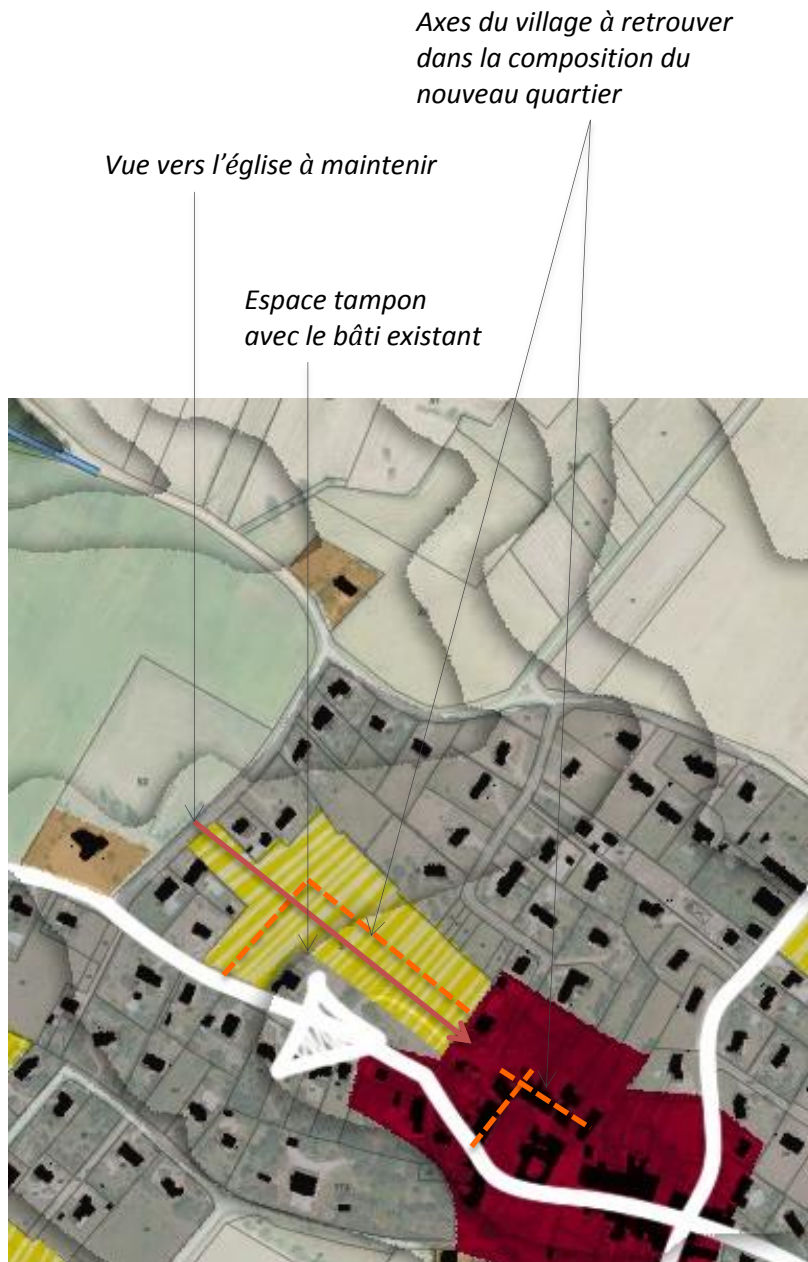 Axes du village à retrouver
dans la composition du
nouveau quartier
Vue vers l'église à maintenir
Espace tampon
avec le bâti existant